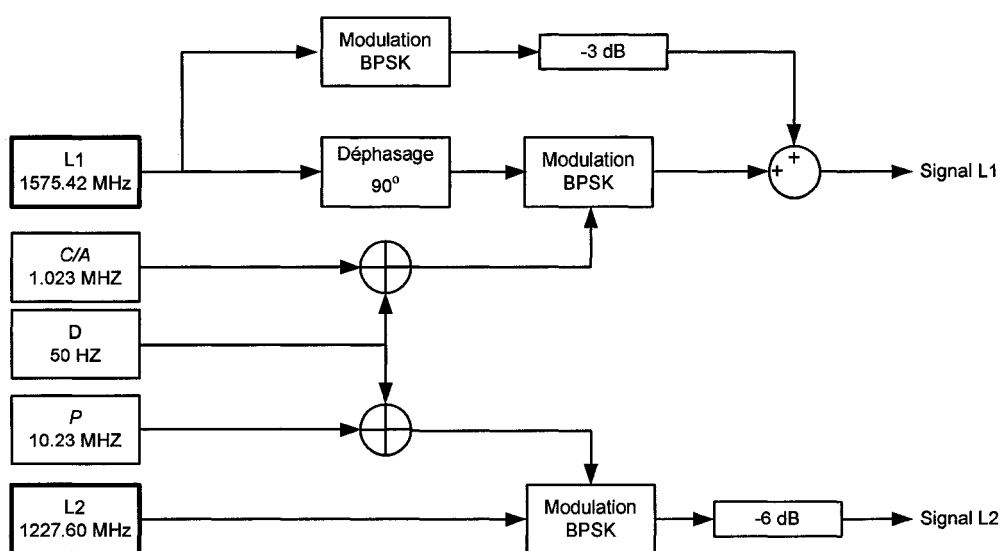 Modulation
BPSK
-3 dB
L1
1575.42 MHz
Déphasage
90°
Modulation
BPSK
+
+
Signal L1
C/A
1.023 MHZ
D
50 HZ
P
10.23 MHZ
L2
1227.60 MHz
Modulation
BPSK
-6 dB
Signal L2